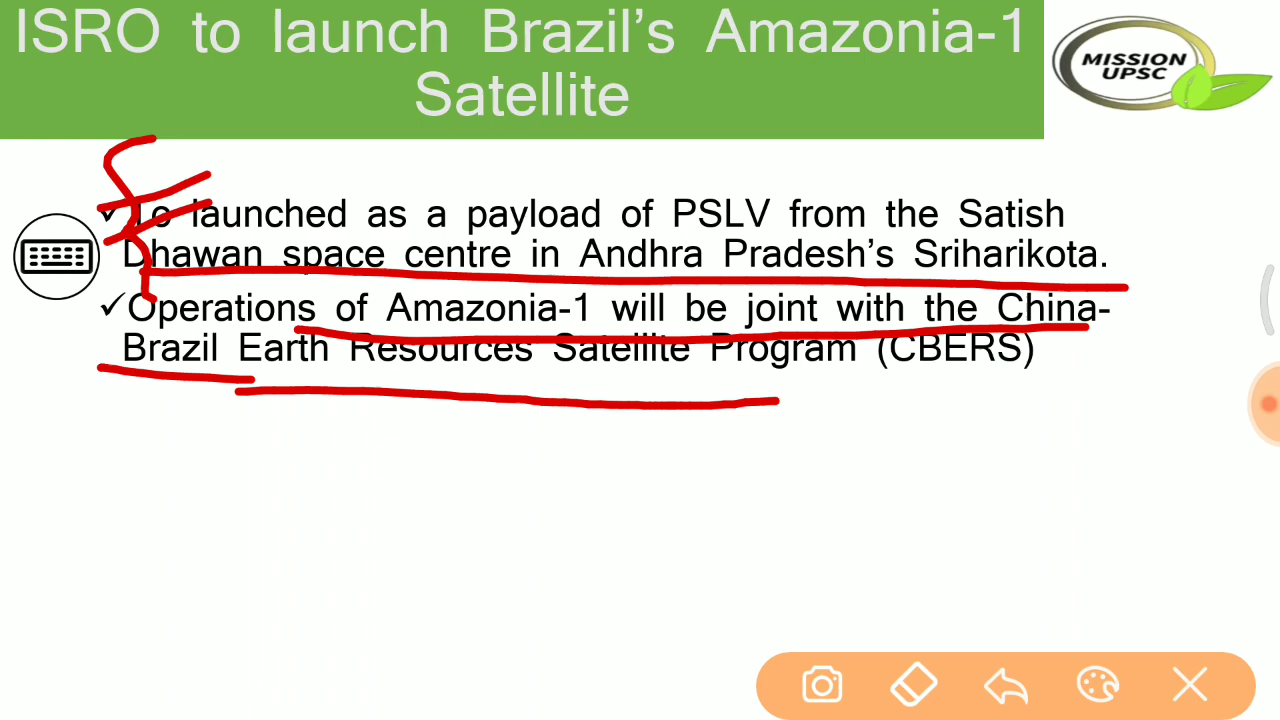 ISRO to launch Brazil's Amazonia-1
Satellite
MISSION
UPSC
✓To launched as a payload of PSLV from the Satish
Dhawan space centre in Andhra Pradesh's Sriharikota.
✓Operations of Amazonia-1 will be joint with the China-
Brazil Earth Resources Satellite Program (CBERS)